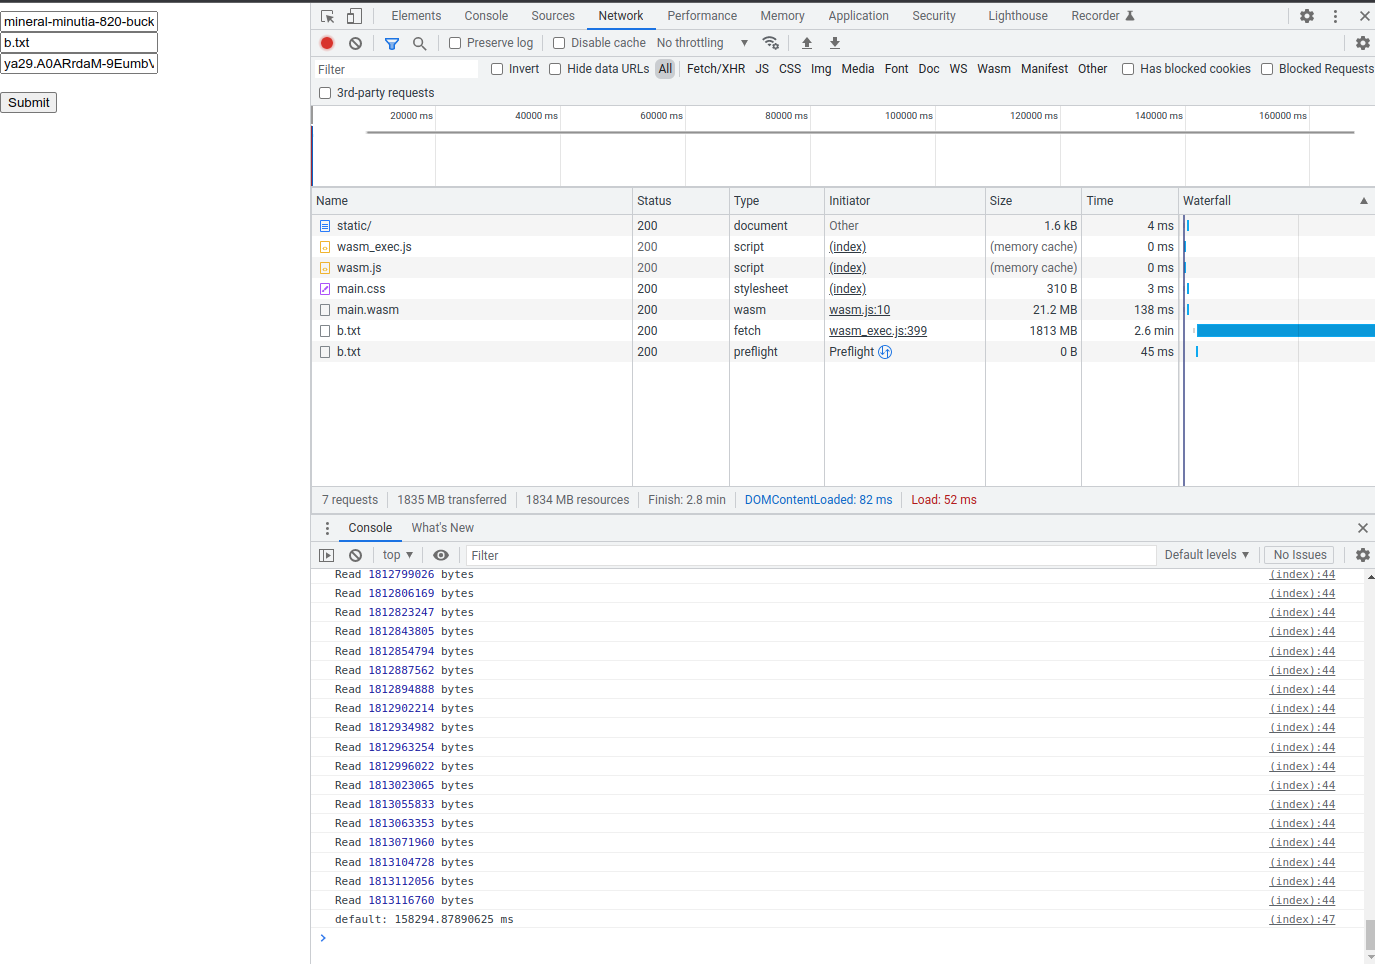 mineral-minutia-820-buck
b.txt
ya29.A0ARrdaM-9Eumb
Submit
Elements Console Sources Network Performance Memory Application Security Lighthouse Recorder
Preserve log Disable cache No throttling
Filter Invert Hide data URLs All Fetch/XHR JS CSS Img Media Font Doc WS Wasm Manifest Other Has blocked cookies Blocked Requests
3rd-party requests
20000 ms 40000 ms 60000 ms 80000 ms 100000 ms 120000 ms 140000 ms 160000 ms
Name Status Type Initiator Size Time Waterfall
static/ 200 document Other 1.6 kB 4 ms
wasm_exec.js 200 script (index) (memory cache) 0 ms
wasm.js 200 script (index) (memory cache) 0 ms
main.css 200 stylesheet (index) 310 B 3 ms
main.wasm 200 wasm wasm.js:10 21.2 MB 138 ms
b.txt 200 fetch wasm_exec.js:399 1813 MB 2.6 min
b.txt 200 preflight Preflight 0 B 45 ms
7 requests 1835 MB transferred 1834 MB resources Finish: 2.8 min DOMContentLoaded: 82 ms Load: 52 ms
Console What's New
top Filter Default levels No Issues
Read 1812799026 bytes (index):44
Read 1812806169 bytes (index):44
Read 1812823247 bytes (index):44
Read 1812843805 bytes (index):44
Read 1812854794 bytes (index):44
Read 1812887562 bytes (index):44
Read 1812894888 bytes (index):44
Read 1812902214 bytes (index):44
Read 1812934982 bytes (index):44
Read 1812963254 bytes (index):44
Read 1812996022 bytes (index):44
Read 1813023065 bytes (index):44
Read 1813055833 bytes (index):44
Read 1813063353 bytes (index):44
Read 1813071960 bytes (index):44
Read 1813104728 bytes (index):44
Read 1813112056 bytes (index):44
Read 1813116760 bytes (index):44
default: 158294.87890625 ms (index):47